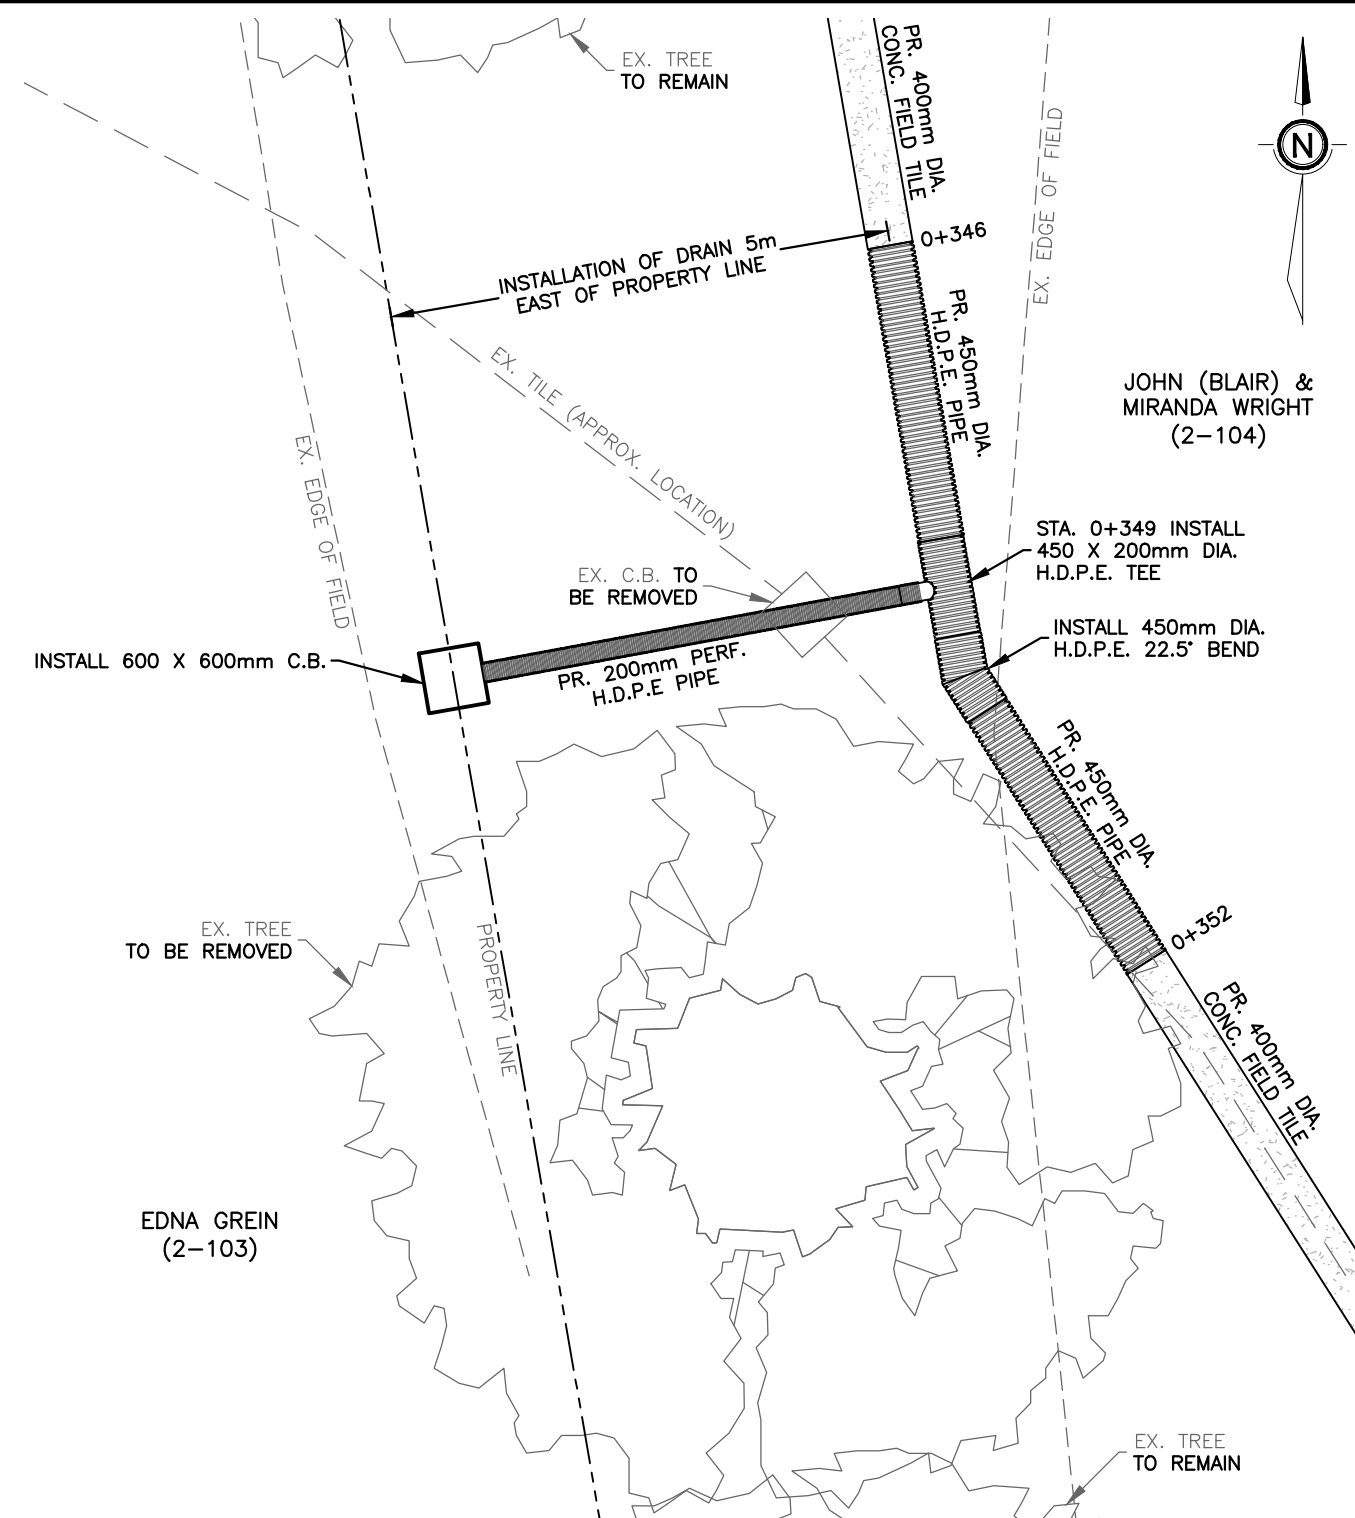 EX. TREE
TO REMAIN
PR. 400mm DIA.
CONC. FIELD TILE
EX. EDGE OF FIELD
N
0+346
INSTALLATION OF DRAIN 5m
EAST OF PROPERTY LINE
PR. 450mm DIA.
H.D.P.E. PIPE
EX. TILE (APPROX. LOCATION)
JOHN (BLAIR) &
MIRANDA WRIGHT
(2-104)
EX. EDGE OF FIELD
STA. 0+349 INSTALL
450 X 200mm DIA.
H.D.P.E. TEE
EX. C.B. TO
BE REMOVED
INSTALL 450mm DIA.
H.D.P.E. 22.5° BEND
INSTALL 600 X 600mm C.B.
PR. 200mm PERF.
H.D.P.E PIPE
PR. 450mm DIA.
H.D.P.E. PIPE
EX. TREE
TO BE REMOVED
PROPERTY LINE
0+352
PR. 400mm DIA.
CONC. FIELD TILE
EDNA GREIN
(2-103)
EX. TREE
TO REMAIN